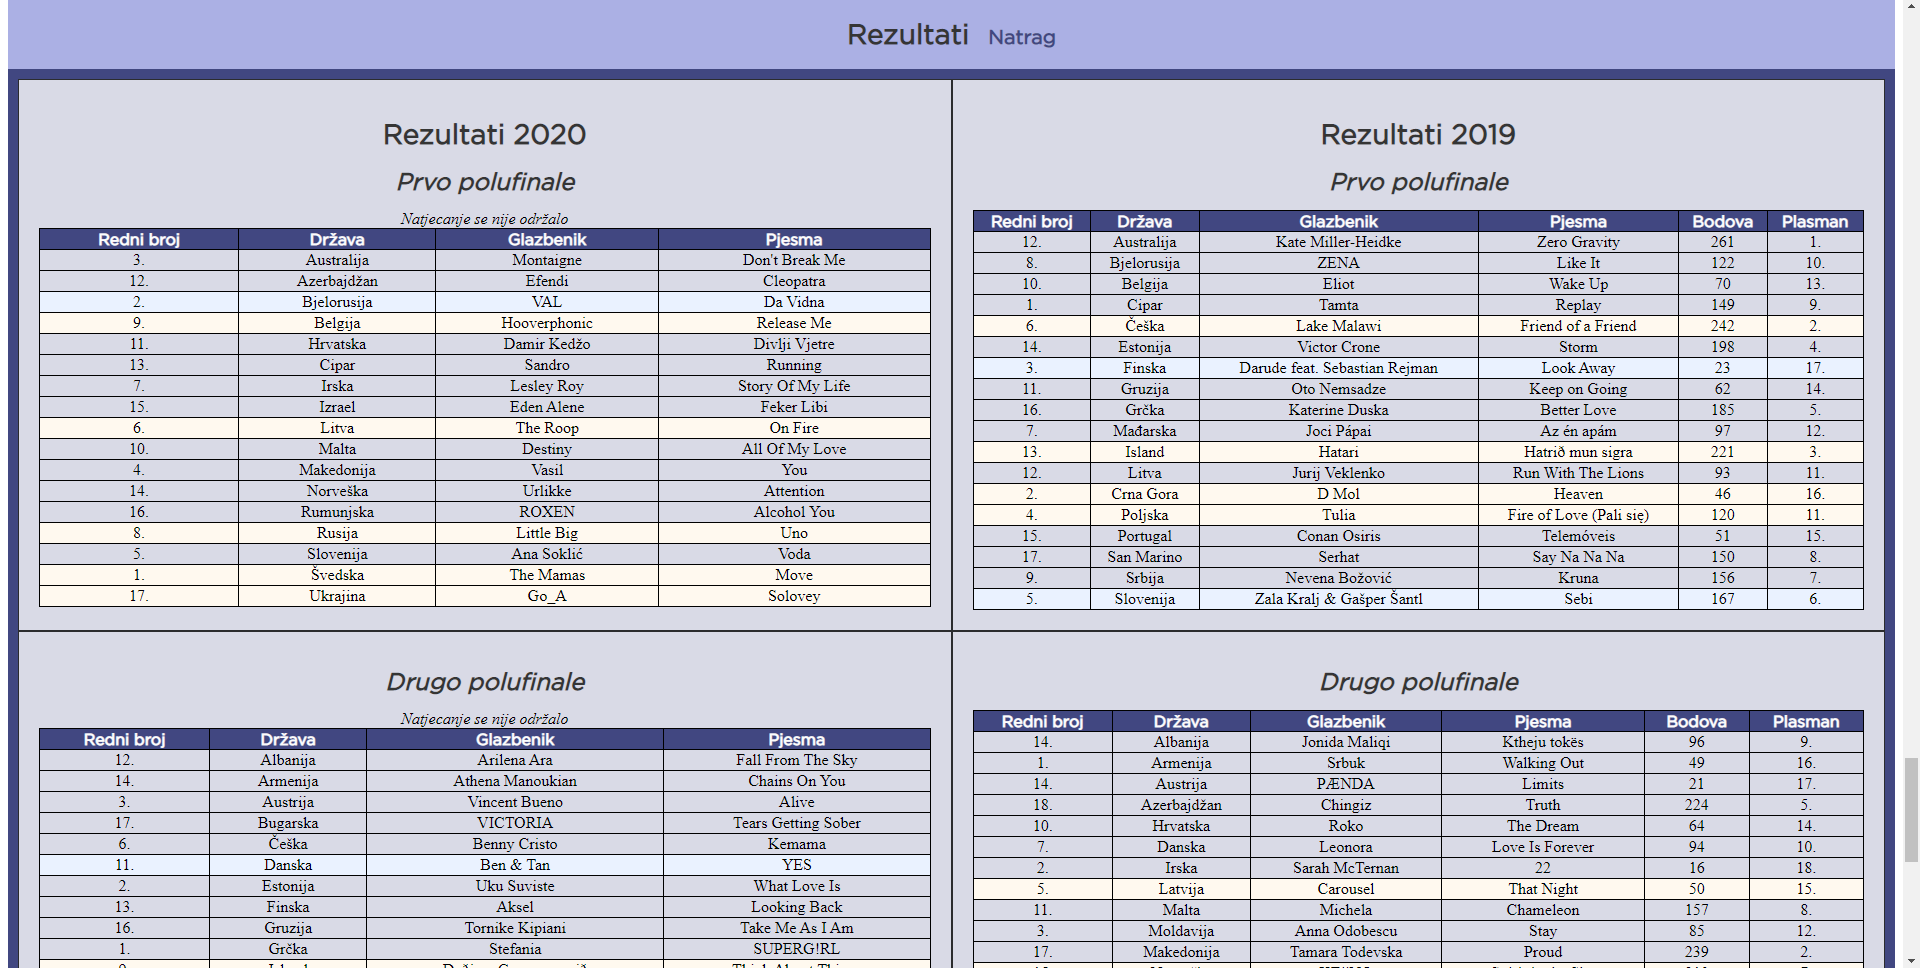 Rezultati Natrag
Rezultati 2020
Prvo polufinale
Natjecanje se nije održalo
Redni broj Država Glazbenik Pjesma
3. Australija Montaigne Don't Break Me
12. Azerbajdžan Efendi Cleopatra
2. Bjelorusija VAL Da Vidna
9. Belgija Hooverphonic Release Me
11. Hrvatska Damir Kedžo Divlji Vjetre
13. Cipar Sandro Running
7. Irska Lesley Roy Story Of My Life
15. Izrael Eden Alene Feker Libi
6. Litva The Roop On Fire
10. Malta Destiny All Of My Love
4. Makedonija Vasil You
14. Norveška Urlikke Attention
16. Rumunjska ROXEN Alcohol You
8. Rusija Little Big Uno
5. Slovenija Ana Soklić Voda
1. Švedska The Mamas Move
17. Ukrajina Go_A Solovey
Rezultati 2019
Prvo polufinale
Redni broj Država Glazbenik Pjesma Bodova Plasman
12. Australija Kate Miller-Heidke Zero Gravity 261 1.
8. Bjelorusija ZENA Like It 122 10.
10. Belgija Eliot Wake Up 70 13.
1. Cipar Tamta Replay 149 9.
6. Češka Lake Malawi Friend of a Friend 242 2.
14. Estonija Victor Crone Storm 198 4.
3. Finska Darude feat. Sebastian Rejman Look Away 23 17.
11. Gruzija Oto Nemsadze Keep on Going 62 14.
16. Grčka Katerine Duska Better Love 185 5.
7. Mađarska Joci Pápai Az én apám 97 12.
13. Island Hatari Hatrið mun sigra 221 3.
12. Litva Jurij Veklenko Run With The Lions 93 11.
2. Crna Gora D Mol Heaven 46 16.
4. Poljska Tulia Fire of Love (Pali się) 120 11.
15. Portugal Conan Osiris Telemóveis 51 15.
17. San Marino Serhat Say Na Na Na 150 8.
9. Srbija Nevena Božović Kruna 156 7.
5. Slovenija Zala Kralj & Gašper Šantl Sebi 167 6.
Drugo polufinale
Natjecanje se nije održalo
Redni broj Država Glazbenik Pjesma
12. Albanija Arilena Ara Fall From The Sky
14. Armenija Athena Manoukian Chains On You
3. Austrija Vincent Bueno Alive
17. Bugarska VICTORIA Tears Getting Sober
6. Češka Benny Cristo Kemama
11. Danska Ben & Tan YES
2. Estonija Uku Suviste What Love Is
13. Finska Aksel Looking Back
16. Gruzija Tornike Kipiani Take Me As I Am
1. Grčka Stefania SUPERG!RL
Drugo polufinale
Redni broj Država Glazbenik Pjesma Bodova Plasman
14. Albanija Jonida Maliqi Ktheju tokës 96 9.
1. Armenija Srbuk Walking Out 49 16.
14. Austrija PÆNDA Limits 21 17.
18. Azerbajdžan Chingiz Truth 224 5.
10. Hrvatska Roko The Dream 64 14.
7. Danska Leonora Love Is Forever 94 10.
2. Irska Sarah McTernan 22 16 18.
5. Latvija Carousel That Night 50 15.
11. Malta Michela Chameleon 157 8.
3. Moldavija Anna Odobescu Stay 85 12.
17. Makedonija Tamara Todevska Proud 239 2.